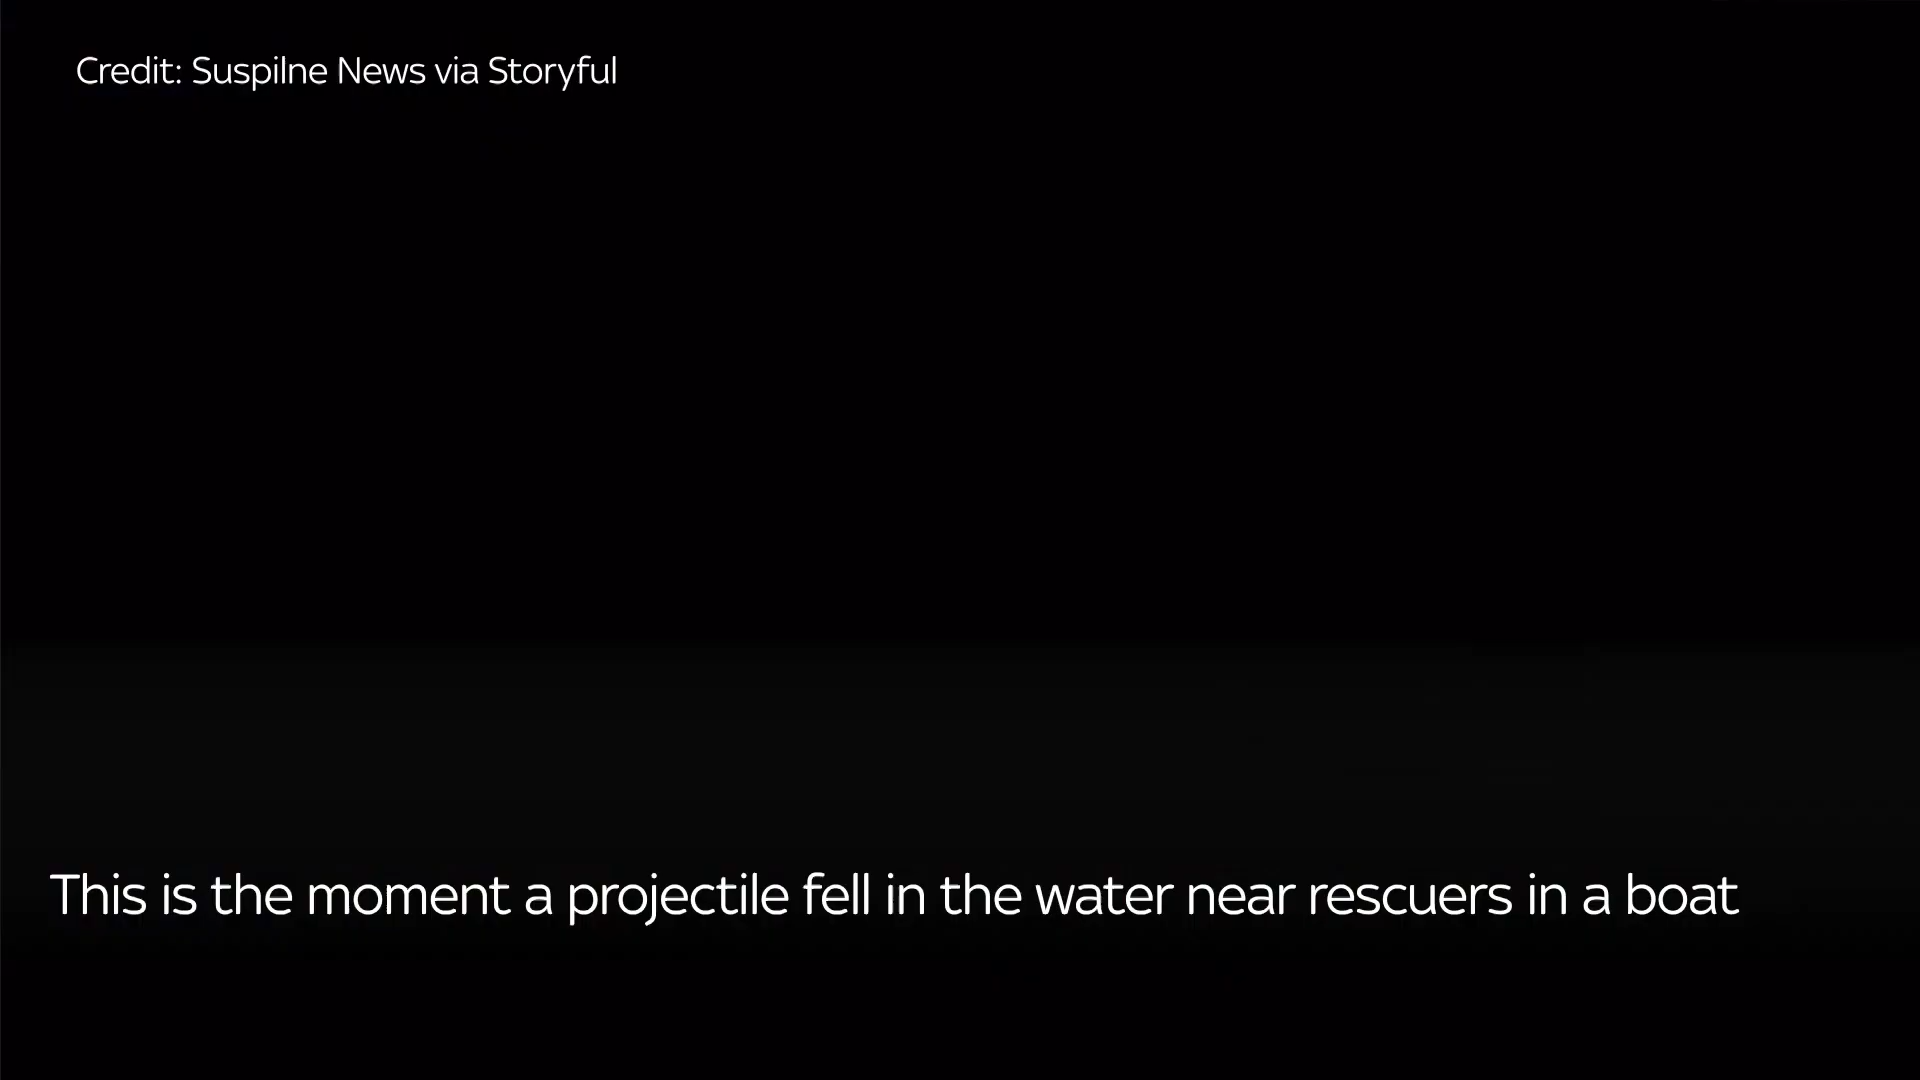 Credit: Suspilne News via Storyful
This is the moment a projectile fell in the water near rescuers in a boat